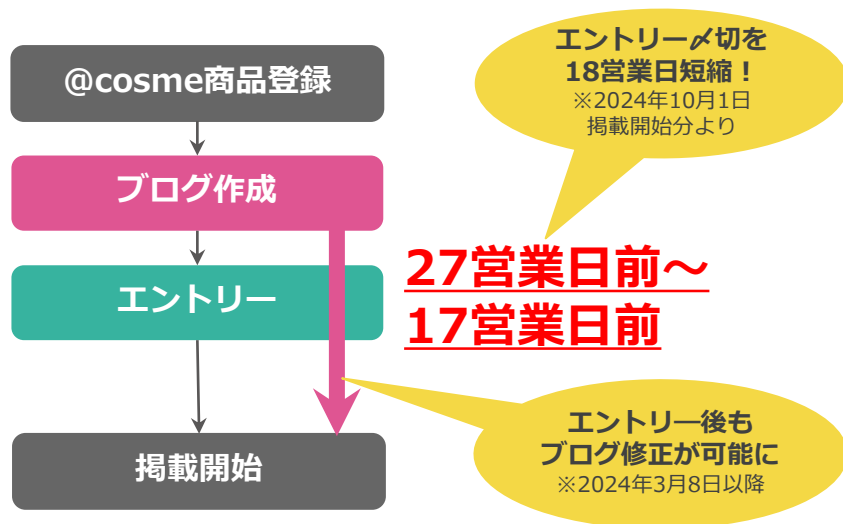 @cosme商品登録
ブログ作成
エントリー
掲載開始
エントリー〆切を
18営業日短縮！
※2024年10月1日
掲載開始分より
27営業日前～
17営業日前
エントリ―後も
ブログ修正が可能に
※2024年3月8日以降